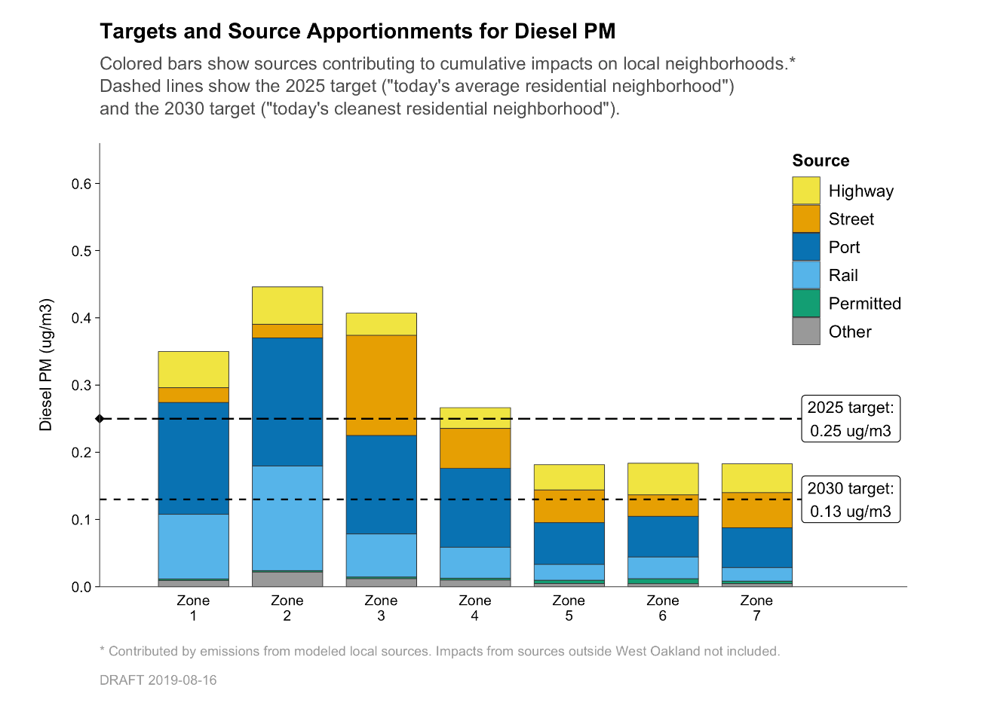 Targets and Source Apportionments for Diesel PM
Colored bars show sources contributing to cumulative impacts on local neighborhoods.*
Dashed lines show the 2025 target ("today's average residential neighborhood")
and the 2030 target ("today's cleanest residential neighborhood").
Source
Highway
Street
Port
Rail
Permitted
Other
Diesel PM (ug/m3)
0.6
0.5
0.4
0.3
0.2
0.1
0.0
2025 target:
0.25 ug/m3
2030 target:
0.13 ug/m3
Zone
1
Zone
2
Zone
3
Zone
4
Zone
5
Zone
6
Zone
7
* Contributed by emissions from modeled local sources. Impacts from sources outside West Oakland not included.
DRAFT 2019-08-16